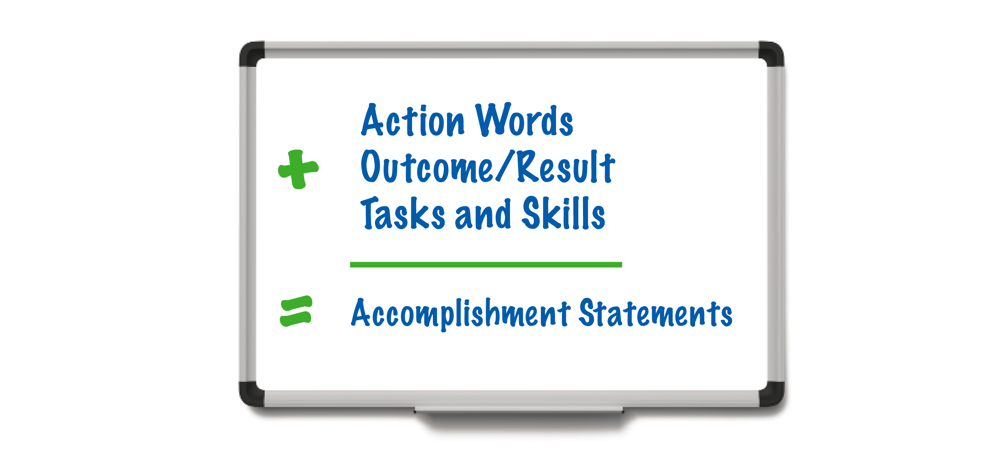 Action Words
+ Outcome/Result
Tasks and Skills
= Accomplishment Statements